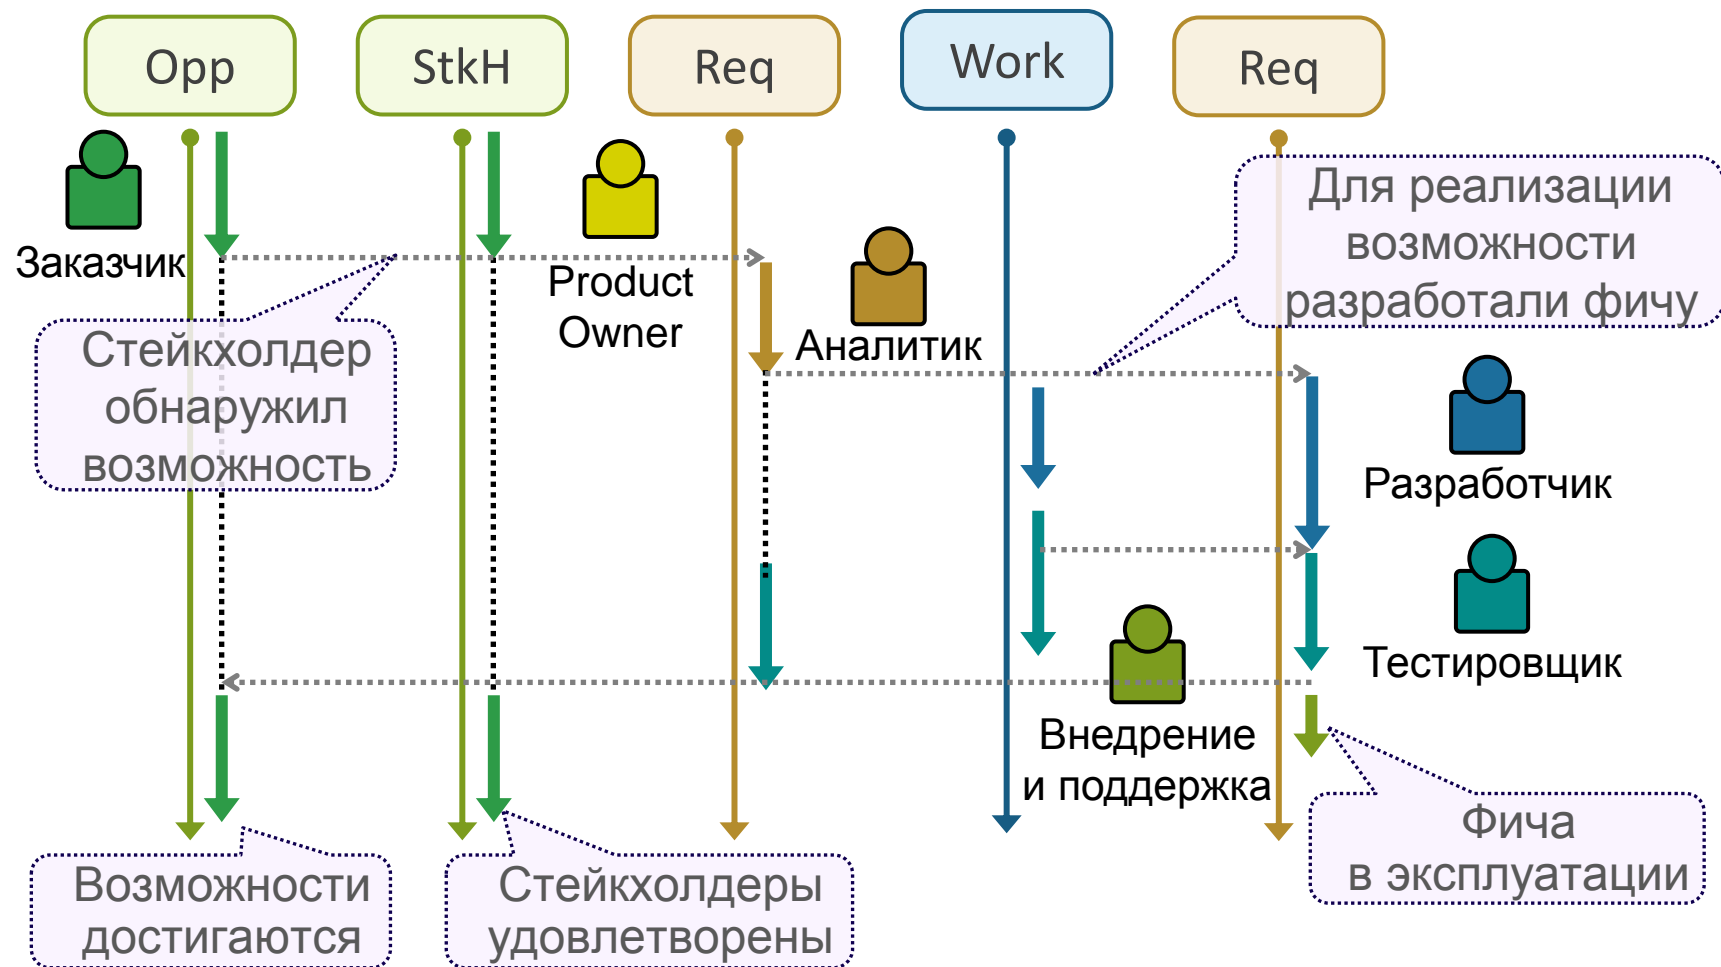 Opp
StkH
Req
Work
Req
Заказчик
Product
Owner
Аналитик
Для реализации
возможности
разработали фичу
Стейкхолдер
обнаружил
возможность
Разработчик
Тестировщик
Внедрение
и поддержка
Фича
в эксплуатации
Возможности
достигаются
Стейкхолдеры
удовлетворены